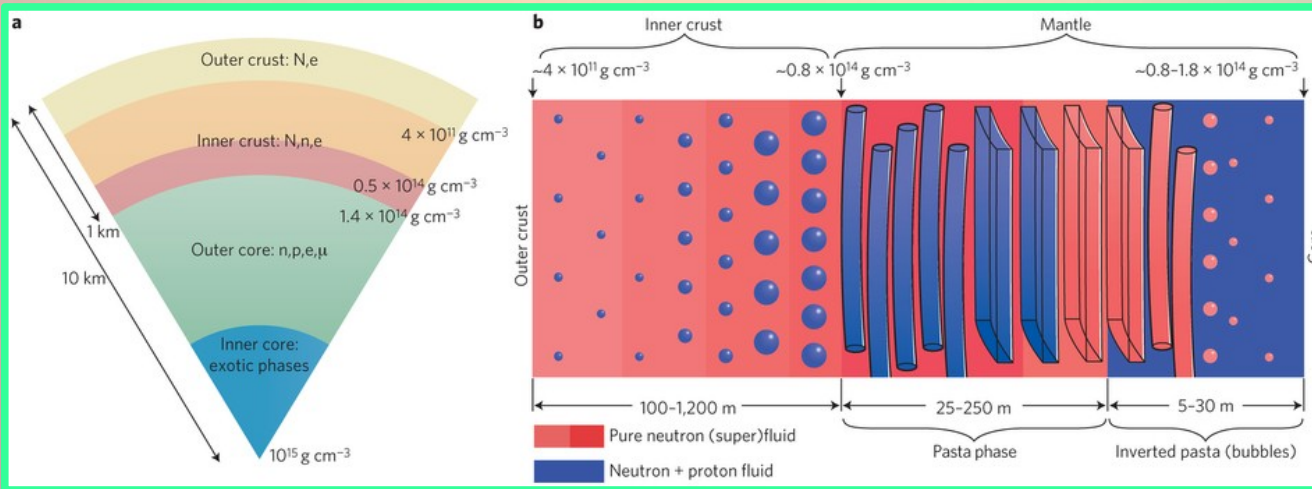 a
Outer crust: N,e
4 × 10¹¹ g cm⁻³
Inner crust: N,n,e
0.5 × 10¹⁴ g cm⁻³
1.4 × 10¹⁴ g cm⁻³
1 km
Outer core: n,p,e,μ
10 km
Inner core:
exotic phases
10¹⁵ g cm⁻³
b
Inner crust
Mantle
~4 × 10¹¹ g cm⁻³
~0.8 × 10¹⁴ g cm⁻³
~0.8–1.8 × 10¹⁴ g cm⁻³
Outer crust
100–1,200 m
25–250 m
5–30 m
Pure neutron (super)fluid
Neutron + proton fluid
Pasta phase
Inverted pasta (bubbles)